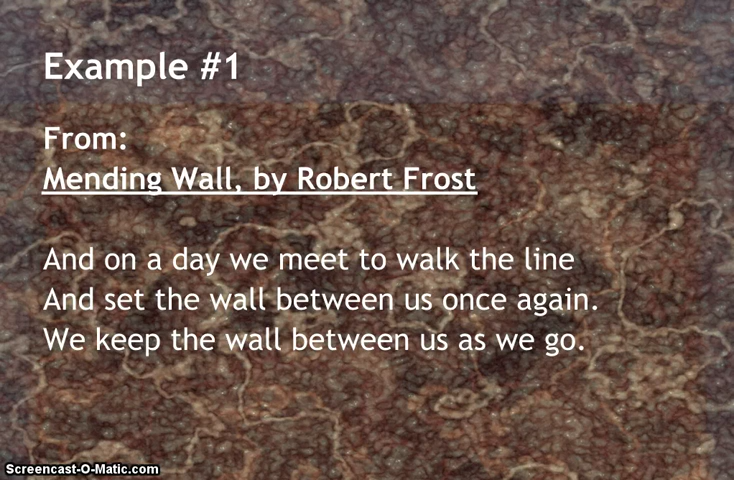 Example #1
From:
Mending Wall, by Robert Frost
And on a day we meet to walk the line
And set the wall between us once again.
We keep the wall between us as we go.
Screencast-O-Matic.com